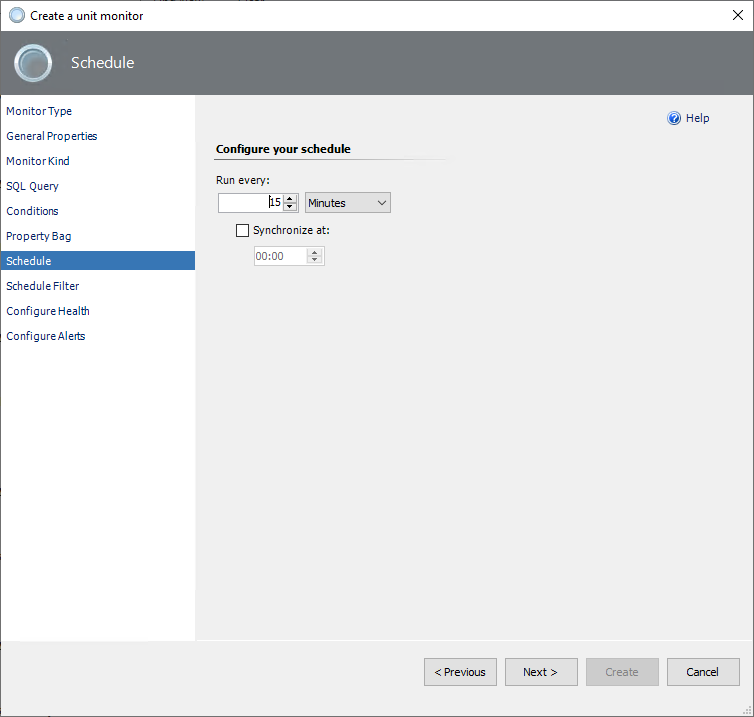 Create a unit monitor
Schedule
Monitor Type
General Properties
Monitor Kind
SQL Query
Conditions
Property Bag
Schedule
Schedule Filter
Configure Health
Configure Alerts
Help
Configure your schedule
Run every:
15 Minutes
Synchronize at:
00:00
< Previous Next > Create Cancel